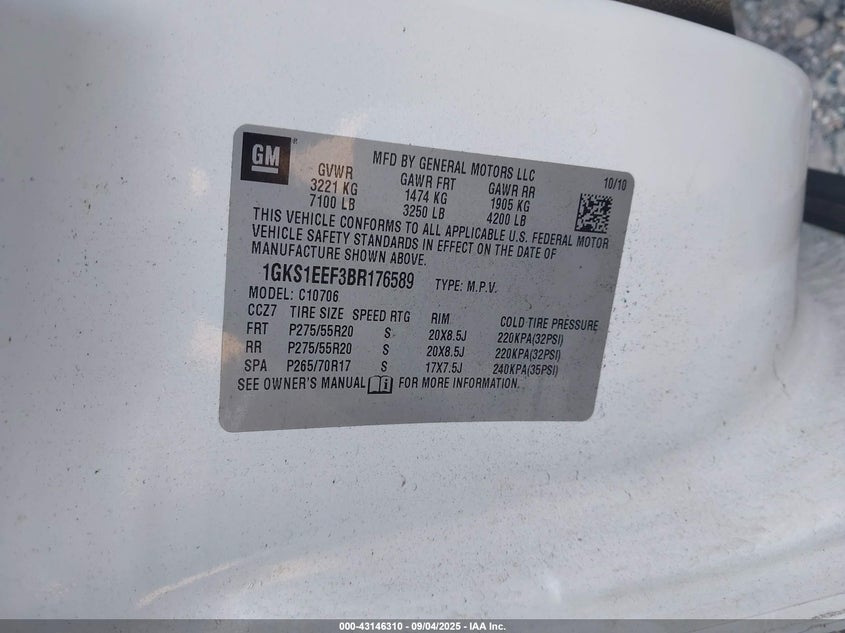 GM ®
MFD BY GENERAL MOTORS LLC 10/10
GVWR GAWR FRT GAWR RR
3221 KG 1474 KG 1905 KG
7100 LB 3250 LB 4200 LB
THIS VEHICLE CONFORMS TO ALL APPLICABLE U.S. FEDERAL MOTOR
VEHICLE SAFETY STANDARDS IN EFFECT ON THE DATE OF
MANUFACTURE SHOWN ABOVE.
1GKS1EEF3BR176589 TYPE: M.P.V.
MODEL: C10706
CCZ7 TIRE SIZE SPEED RTG RIM COLD TIRE PRESSURE
FRT P275/55R20 S 20X8.5J 220KPA(32PSI)
RR P275/55R20 S 20X8.5J 220KPA(32PSI)
SPA P265/70R17 S 17X7.5J 240KPA(35PSI)
SEE OWNER'S MANUAL FOR MORE INFORMATION.
000-43146310 - 09/04/2025 - IAA Inc.